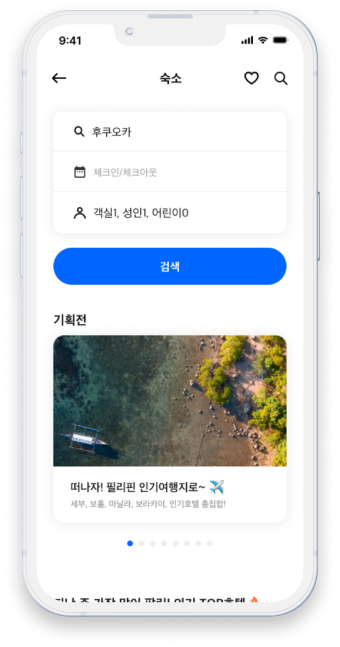 9:41
숙소
후쿠오카
체크인/체크아웃
객실1, 성인1, 어린이0
검색
기획전
떠나자! 필리핀 인기여행지로~ ✈️
세부, 보홀, 마닐라, 보라카이, 인기호텔 총집합!